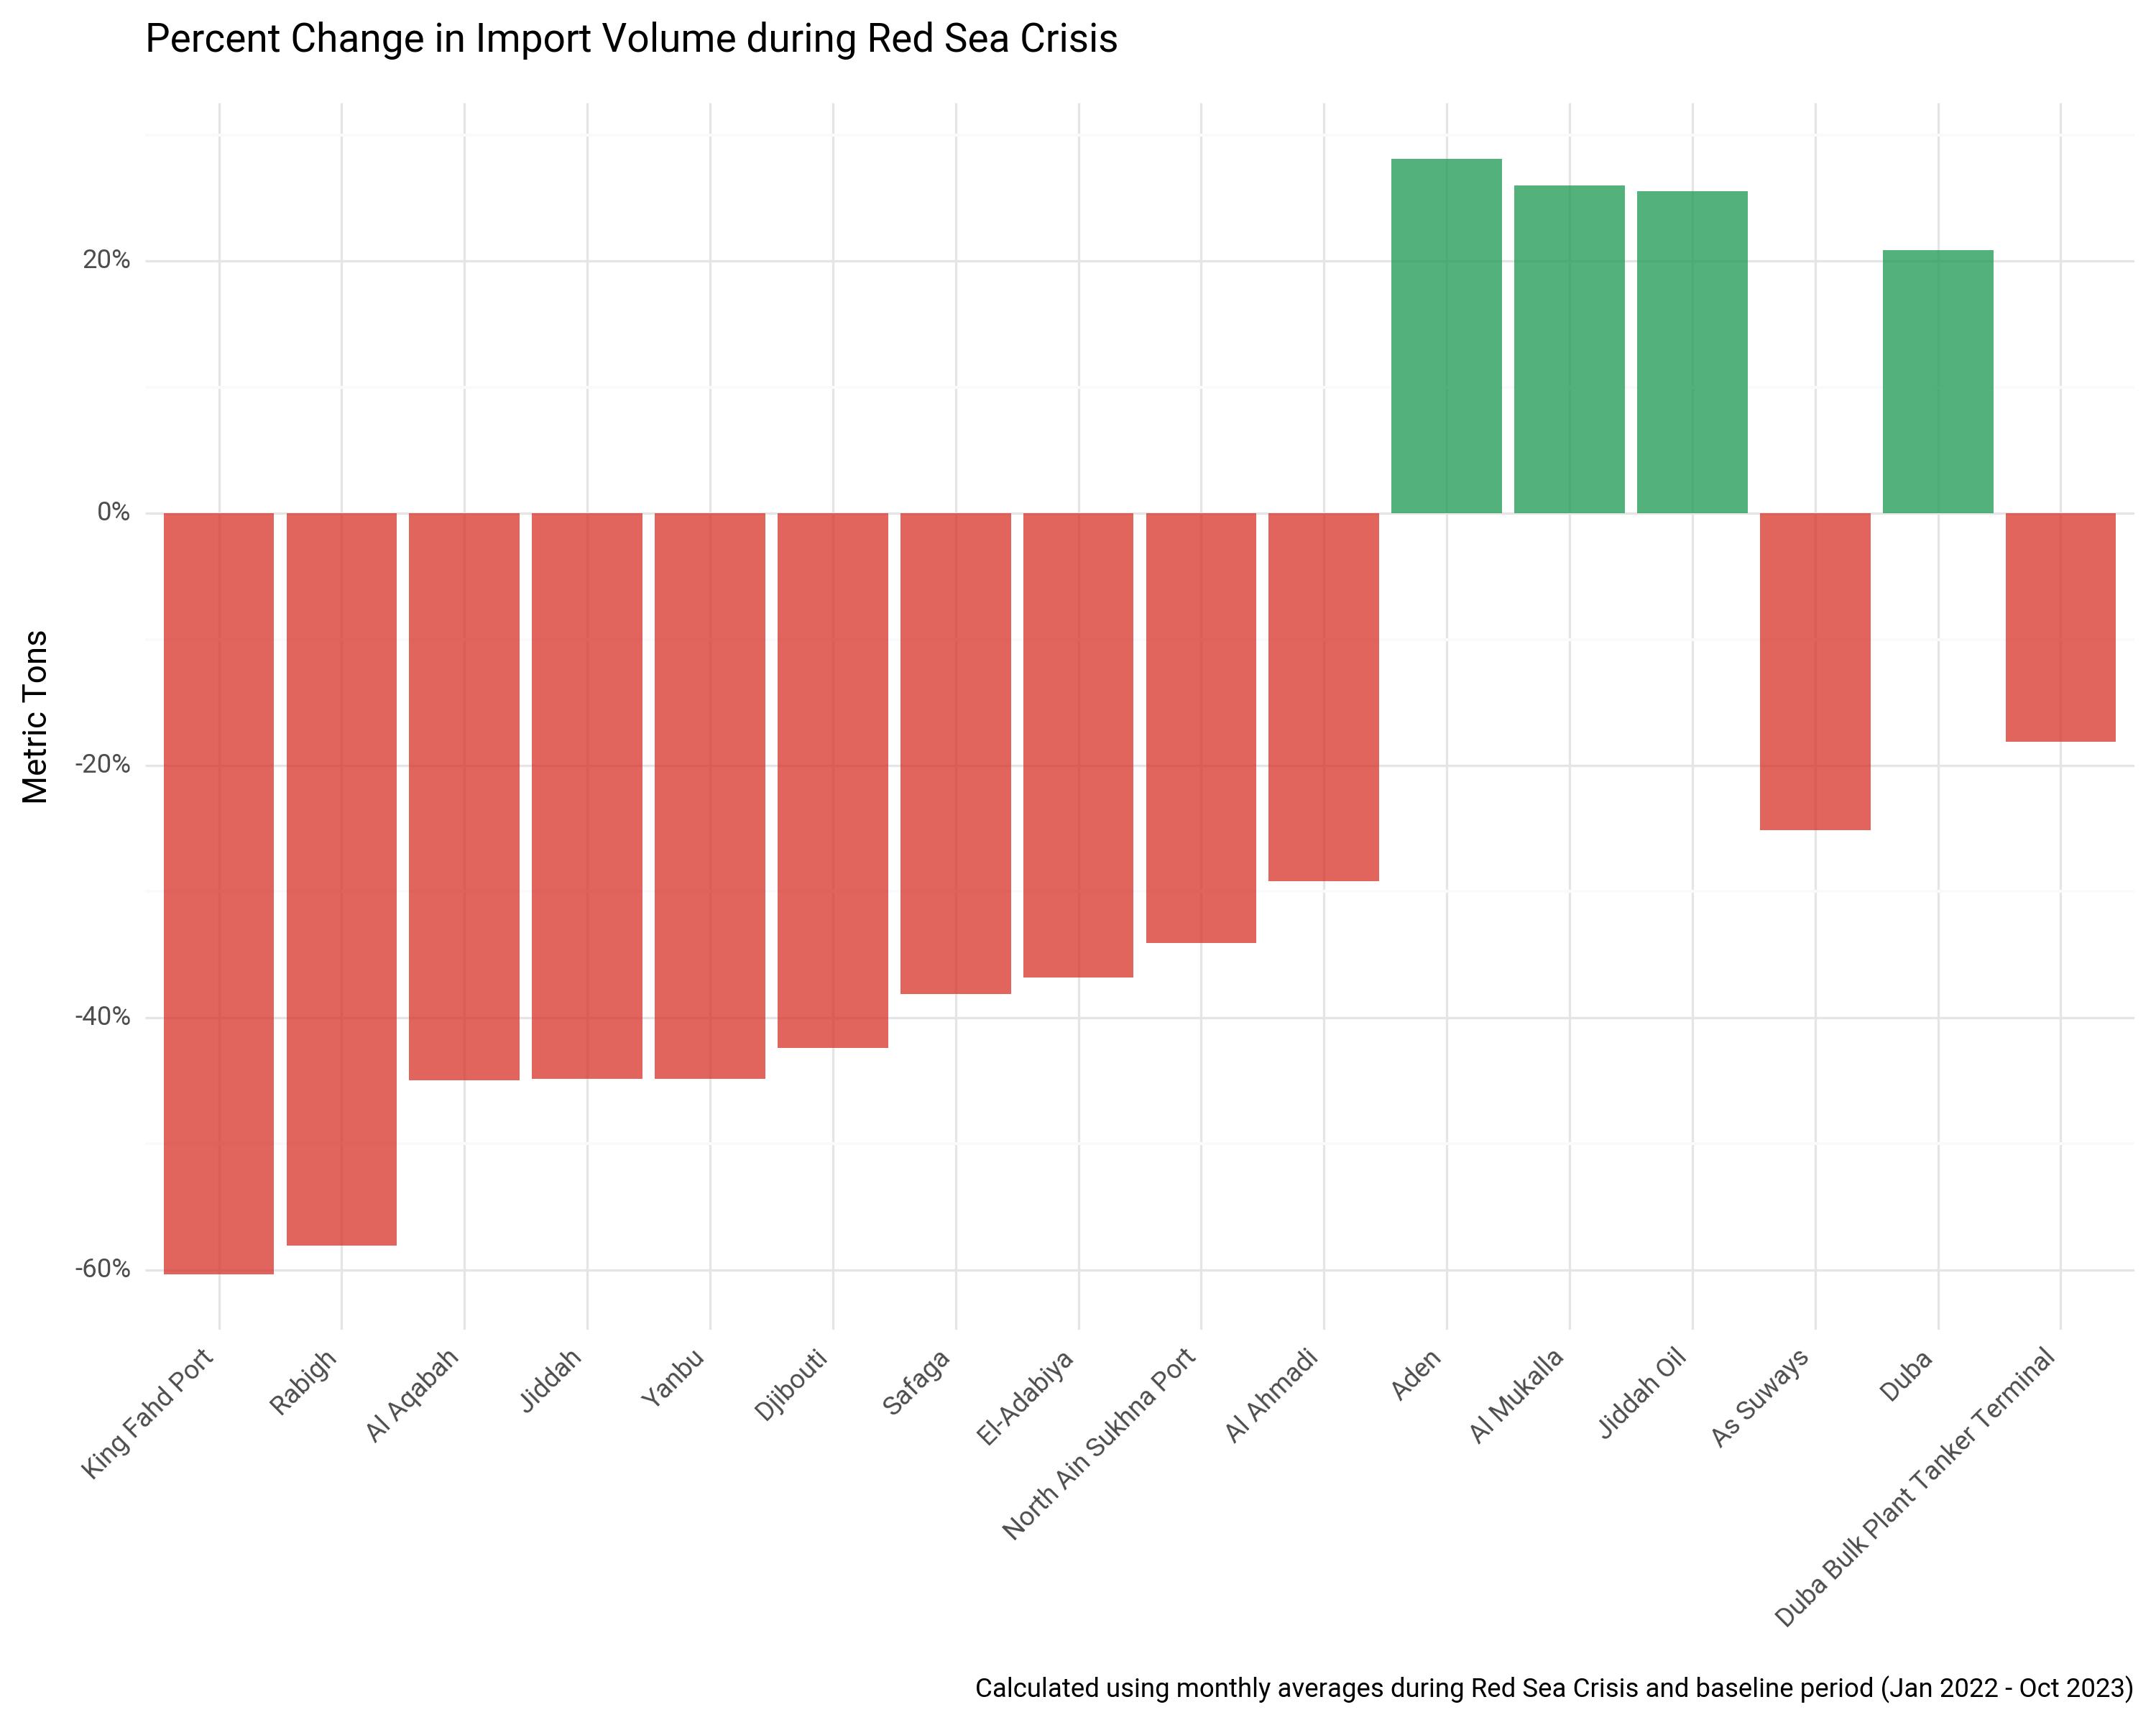 Percent Change in Import Volume during Red Sea Crisis
Metric Tons
20%
0%
-20%
-40%
-60%
King Fahd Port
Rabigh
Al Aqabah
Jiddah
Yanbu
Djibouti
Safaga
El-Adabiya
North Ain Sukhna Port
Al Ahmadi
Aden
Al Mukalla
Jiddah Oil
As Suways
Duba
Duba Bulk Plant Tanker Terminal
Calculated using monthly averages during Red Sea Crisis and baseline period (Jan 2022 - Oct 2023)